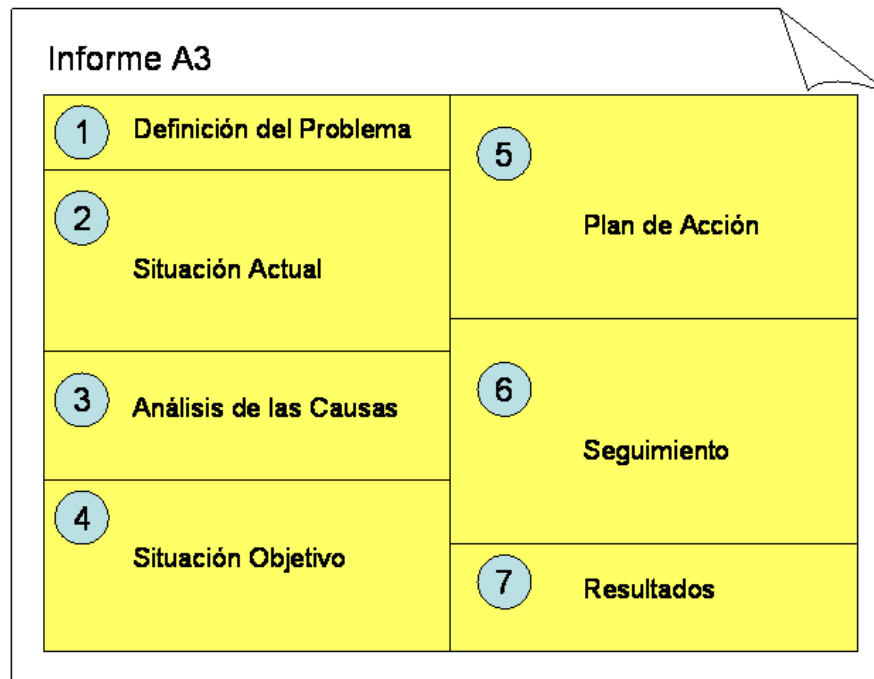 Informe A3
1 Definición del Problema
2
Situación Actual
3 Análisis de las Causas
4
Situación Objetivo
5
Plan de Acción
6
Seguimiento
7 Resultados